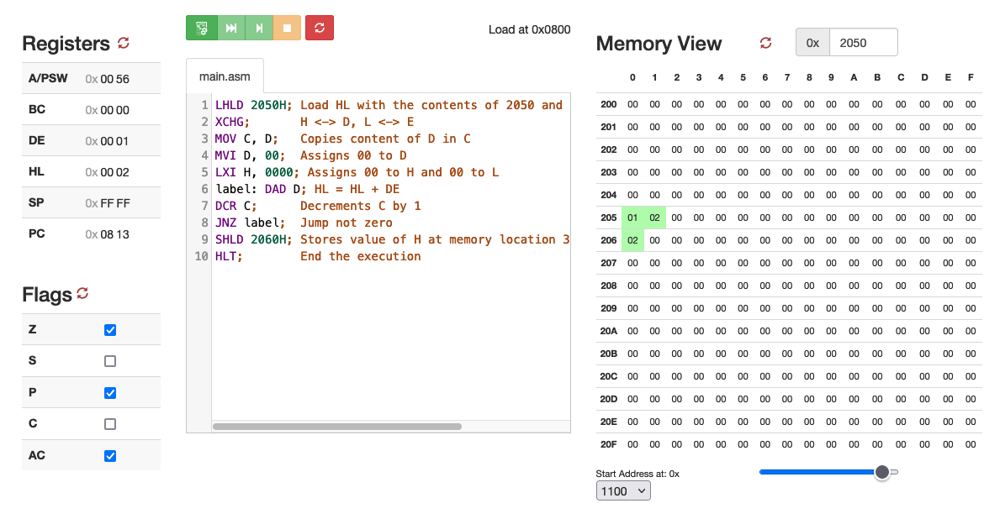 Registers
A/PSW 0x 00 56
BC 0x 00 00
DE 0x 00 01
HL 0x 00 02
SP 0x FF FF
PC 0x 08 13
Flags
Z
S
P
C
AC
Load at 0x0800
main.asm
1 LHLD 2050H; Load HL with the contents of 2050 and
2 XCHG; H <-> D, L <-> E
3 MOV C, D; Copies content of D in C
4 MVI D, 00; Assigns 00 to D
5 LXI H, 0000; Assigns 00 to H and 00 to L
6 label: DAD D; HL = HL + DE
7 DCR C; Decrements C by 1
8 JNZ label; Jump not zero
9 SHLD 2060H; Stores value of H at memory location 3
10 HLT; End the execution
Memory View 0x 2050
0 1 2 3 4 5 6 7 8 9 A B C D E F
200 00 00 00 00 00 00 00 00 00 00 00 00 00 00 00 00
201 00 00 00 00 00 00 00 00 00 00 00 00 00 00 00 00
202 00 00 00 00 00 00 00 00 00 00 00 00 00 00 00 00
203 00 00 00 00 00 00 00 00 00 00 00 00 00 00 00 00
204 00 00 00 00 00 00 00 00 00 00 00 00 00 00 00 00
205 01 02 00 00 00 00 00 00 00 00 00 00 00 00 00 00
206 02 00 00 00 00 00 00 00 00 00 00 00 00 00 00 00
207 00 00 00 00 00 00 00 00 00 00 00 00 00 00 00 00
208 00 00 00 00 00 00 00 00 00 00 00 00 00 00 00 00
209 00 00 00 00 00 00 00 00 00 00 00 00 00 00 00 00
20A 00 00 00 00 00 00 00 00 00 00 00 00 00 00 00 00
20B 00 00 00 00 00 00 00 00 00 00 00 00 00 00 00 00
20C 00 00 00 00 00 00 00 00 00 00 00 00 00 00 00 00
20D 00 00 00 00 00 00 00 00 00 00 00 00 00 00 00 00
20E 00 00 00 00 00 00 00 00 00 00 00 00 00 00 00 00
20F 00 00 00 00 00 00 00 00 00 00 00 00 00 00 00 00
Start Address at: 0x
1100